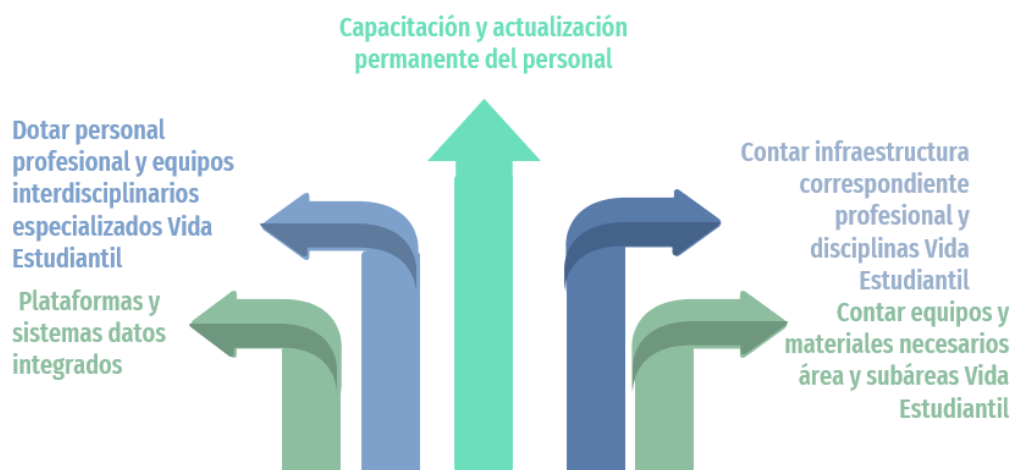 Capacitación y actualización
permanente del personal
Dotar personal
profesional y equipos
interdisciplinarios
especializados Vida
Estudiantil
Plataformas y
sistemas datos
integrados
Contar infraestructura
correspondiente
profesional y
disciplinas Vida
Estudiantil
Contar equipos y
materiales necesarios
área y subáreas Vida
Estudiantil